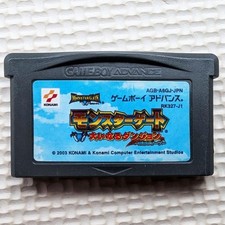 GAME BOY ADVANCE
KONAMI
AGB-A6GJ-JPN
ゲームボーイ アドバンス
RK327-J1
モンスターゲート
© 2003 KONAMI & Konami Computer Entertainment Studios